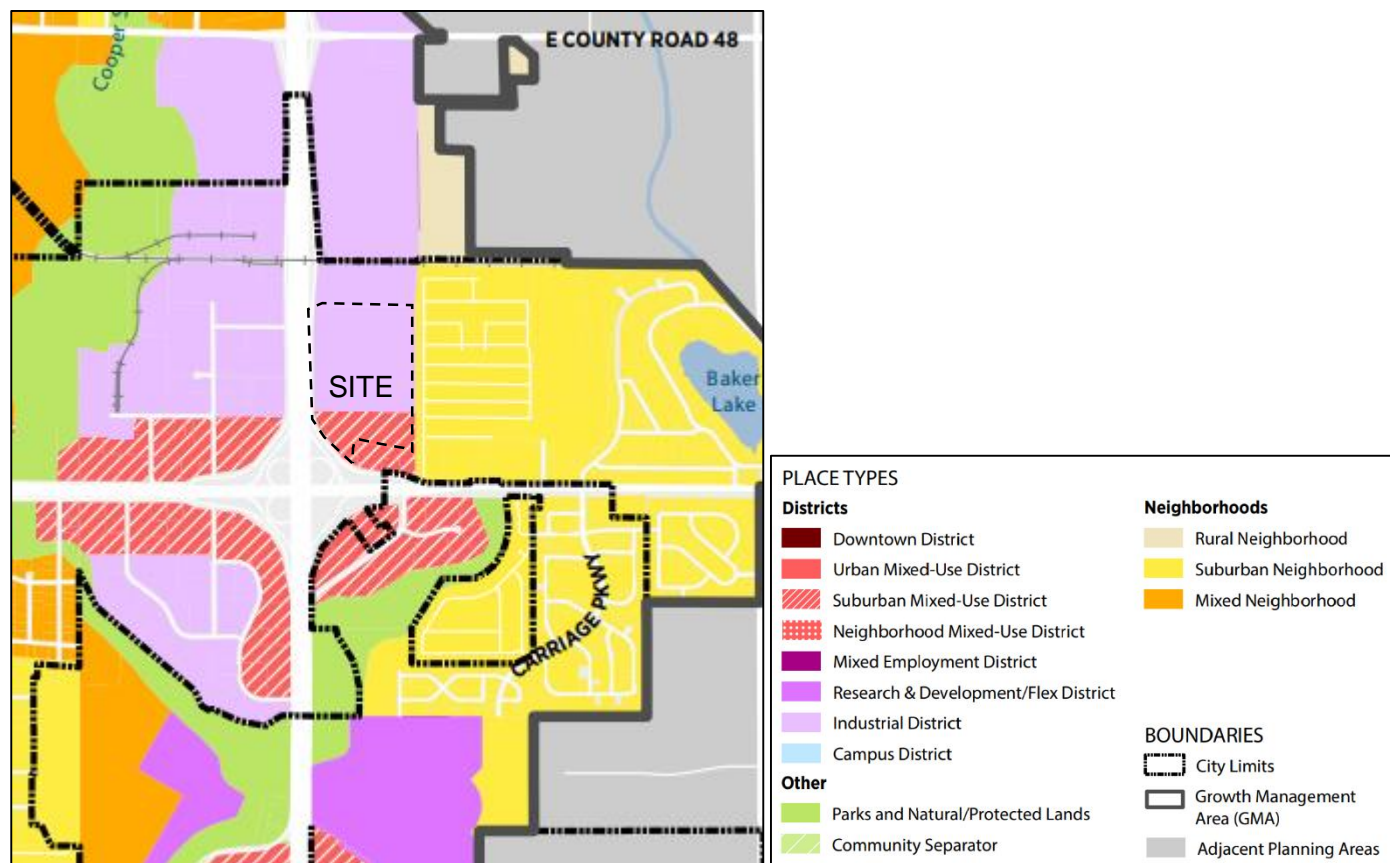 Cooper S
E COUNTY ROAD 48
SITE
Baker
Lake
CARRIAGE PKWY
PLACE TYPES
Districts
Downtown District
Urban Mixed-Use District
Suburban Mixed-Use District
Neighborhood Mixed-Use District
Mixed Employment District
Research & Development/Flex District
Industrial District
Campus District
Other
Parks and Natural/Protected Lands
Community Separator
Neighborhoods
Rural Neighborhood
Suburban Neighborhood
Mixed Neighborhood
BOUNDARIES
City Limits
Growth Management
Area (GMA)
Adjacent Planning Areas